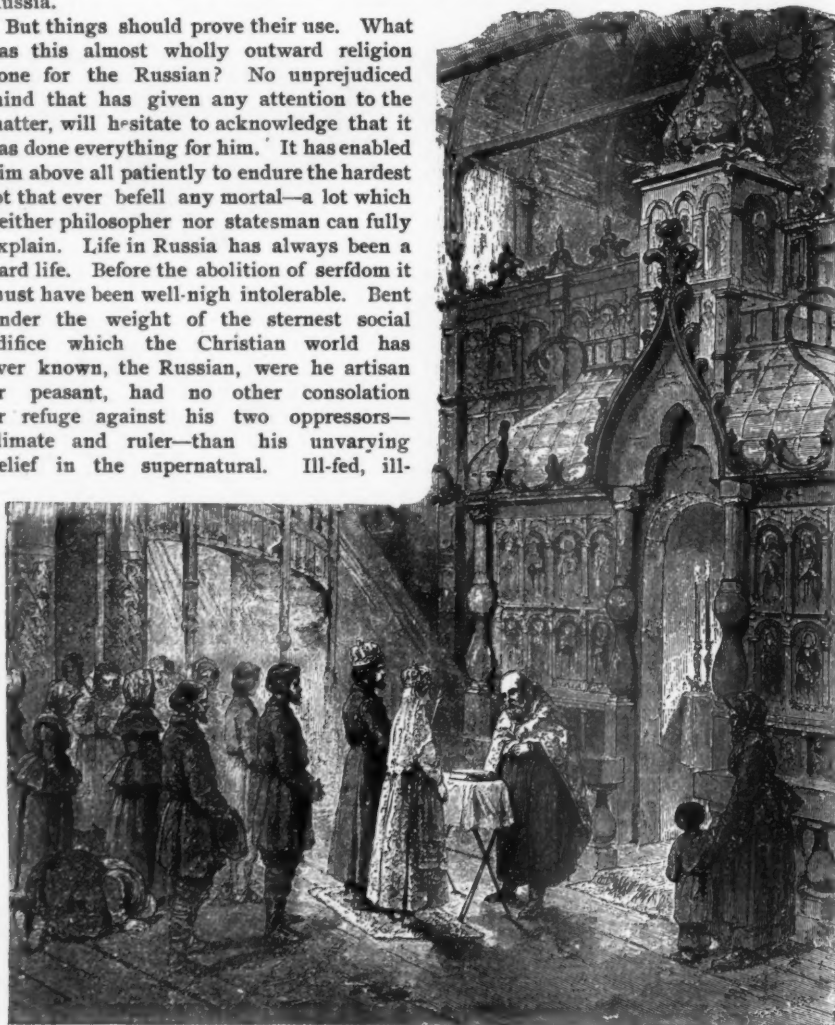 ussia.
But things should prove their use. What
as this almost wholly outward religion
one for the Russian? No unprejudiced
ind that has given any attention to the
atter, will hesitate to acknowledge that it
as done everything for him. It has enabled
im above all patiently to endure the hardest
ot that ever befell any mortal—a lot which
either philosopher nor statesman can fully
xplain. Life in Russia has always been a
ard life. Before the abolition of serfdom it
ust have been well-nigh intolerable. Bent
nder the weight of the sternest social
difice which the Christian world has
ver known, the Russian, were he artisan
r peasant, had no other consolation
r refuge against his two oppressors—
limate and ruler—than his unvarying
elief in the supernatural. Ill-fed, ill-